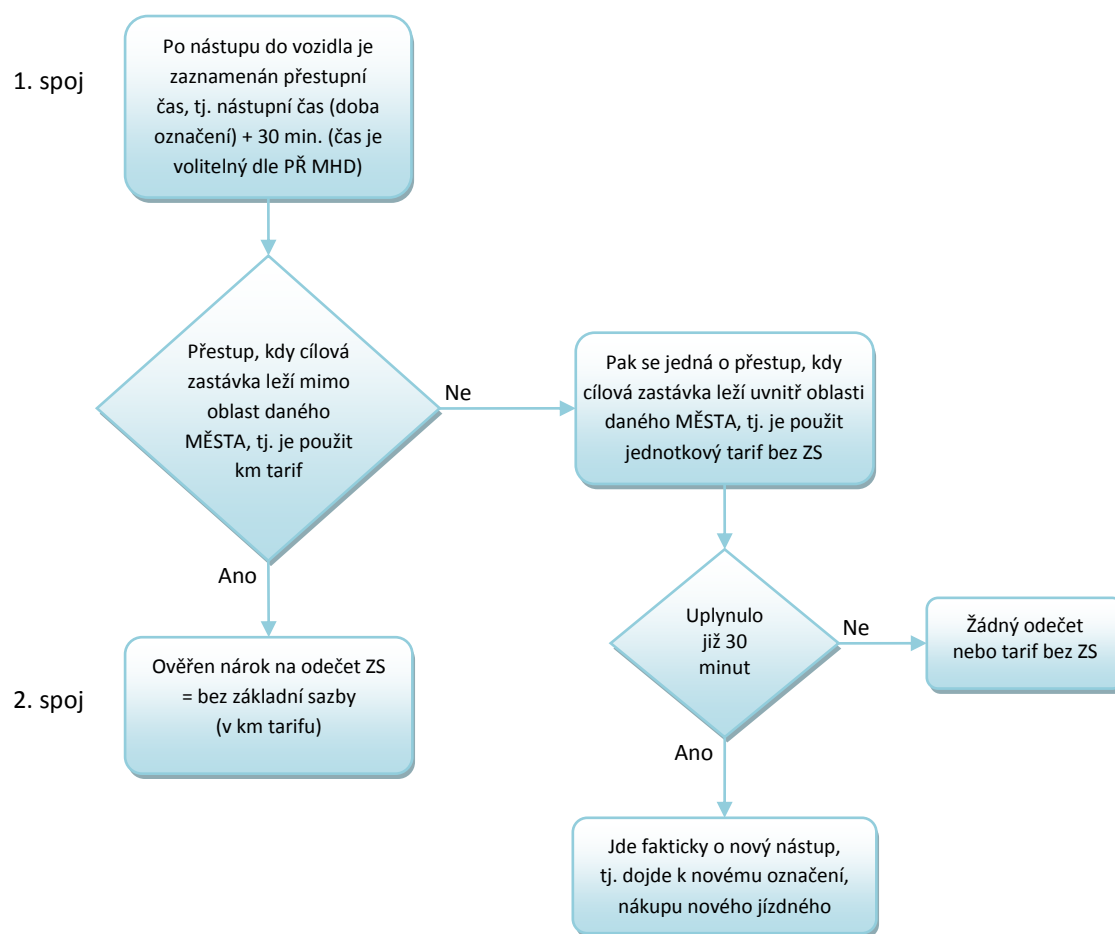 1. spoj
Po nástupu do vozidla je
zaznamenán přestupní
čas, tj. nástupní čas (doba
označení) + 30 min. (čas je
volitelný dle PŘ MHD)
Přestup, kdy cílová
zastávka leží mimo
oblast daného
MĚSTA, tj. je použit
km tarif
Ne
Pak se jedná o přestup, kdy
cílová zastávka leží uvnitř oblasti
daného MĚSTA, tj. je použit
jednotkový tarif bez ZS
Ano
Uplynulo
již 30
minut
Ne
Žádný odečet
nebo tarif bez ZS
2. spoj
Ověřen nárok na odečet ZS
= bez základní sazby
(v km tarifu)
Ano
Jde fakticky o nový nástup,
tj. dojde k novému označení,
nákupu nového jízdného